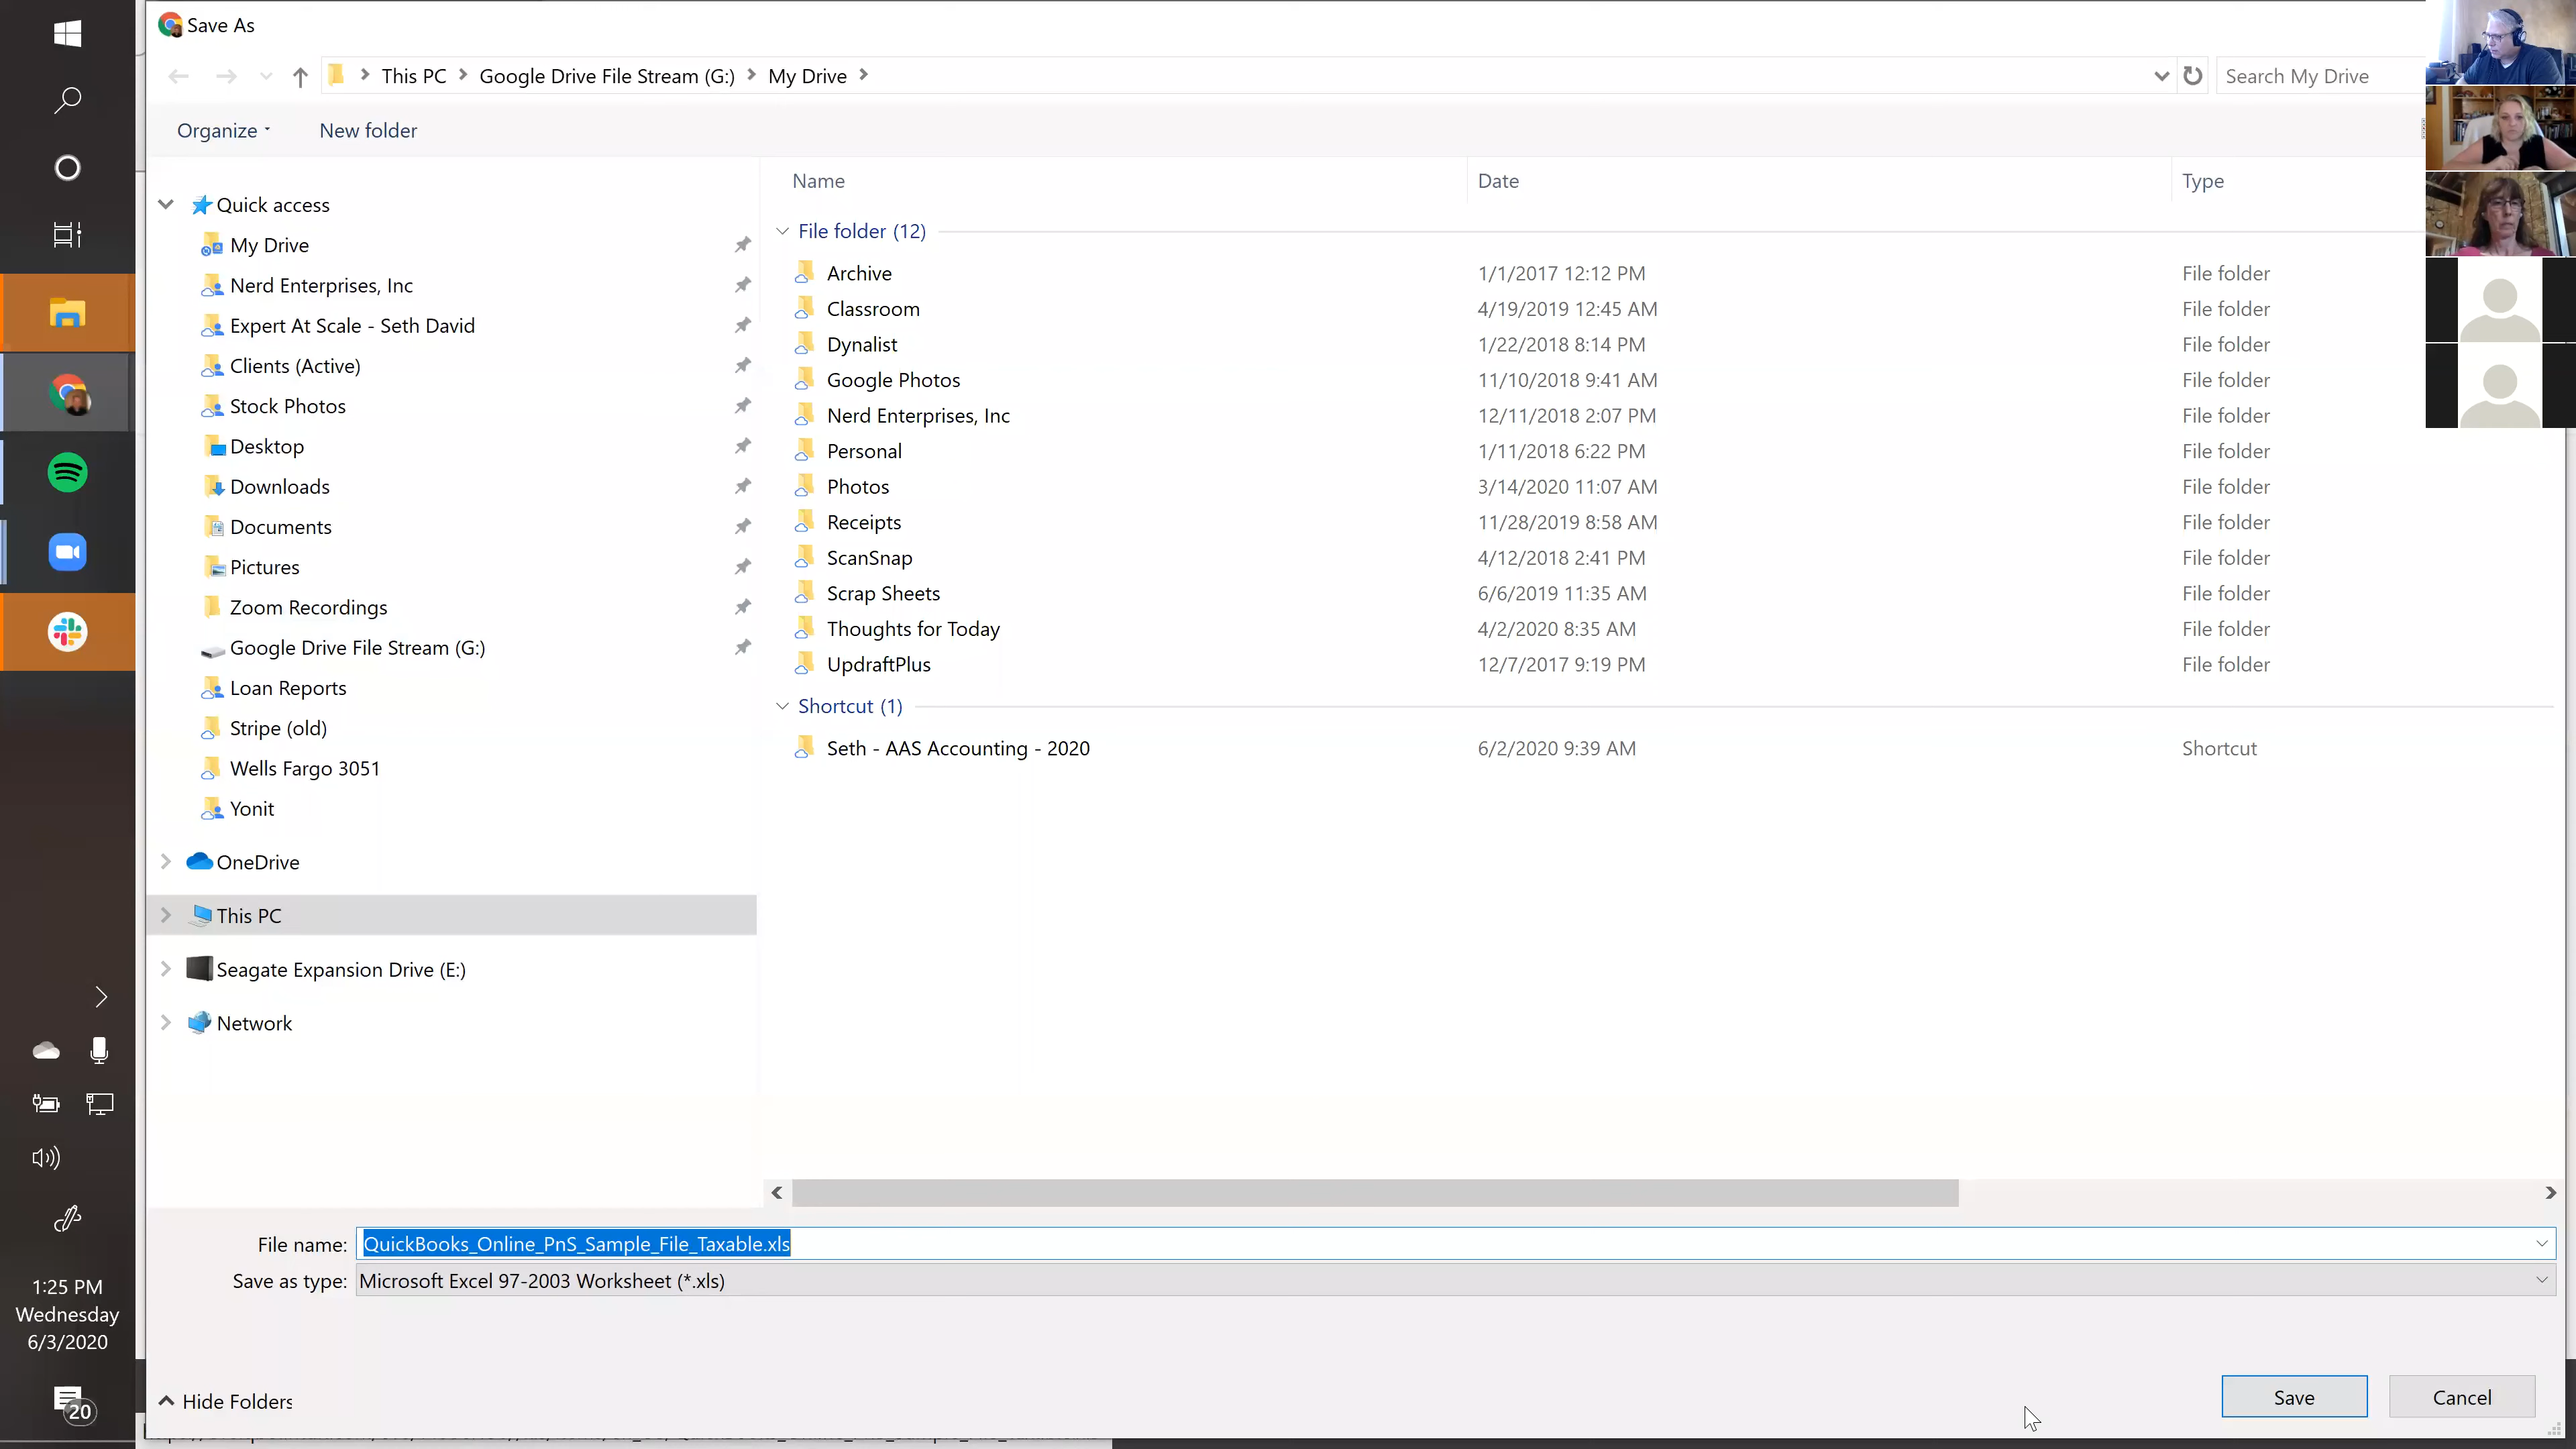 Save As
This PC > Google Drive File Stream (G:) > My Drive >
Search My Drive
Organize
New folder
Name
Date
Type
Quick access
My Drive
Nerd Enterprises, Inc
Expert At Scale - Seth David
Clients (Active)
Stock Photos
Desktop
Downloads
Documents
Pictures
Zoom Recordings
Google Drive File Stream (G:)
Loan Reports
Stripe (old)
Wells Fargo 3051
Yonit
OneDrive
This PC
Seagate Expansion Drive (E:)
Network
File folder (12)
Archive 1/1/2017 12:12 PM File folder
Classroom 4/19/2019 12:45 AM File folder
Dynalist 1/22/2018 8:14 PM File folder
Google Photos 11/10/2018 9:41 AM File folder
Nerd Enterprises, Inc 12/11/2018 2:07 PM File folder
Personal 1/11/2018 6:22 PM File folder
Photos 3/14/2020 11:07 AM File folder
Receipts 11/28/2019 8:58 AM File folder
ScanSnap 4/12/2018 2:41 PM File folder
Scrap Sheets 6/6/2019 11:35 AM File folder
Thoughts for Today 4/2/2020 8:35 AM File folder
UpdraftPlus 12/7/2017 9:19 PM File folder
Shortcut (1)
Seth - AAS Accounting - 2020 6/2/2020 9:39 AM Shortcut
File name: QuickBooks_Online_PnS_Sample_File_Taxable.xls
Save as type: Microsoft Excel 97-2003 Worksheet (*.xls)
Hide Folders
Save
Cancel
1:25 PM
Wednesday
6/3/2020
20